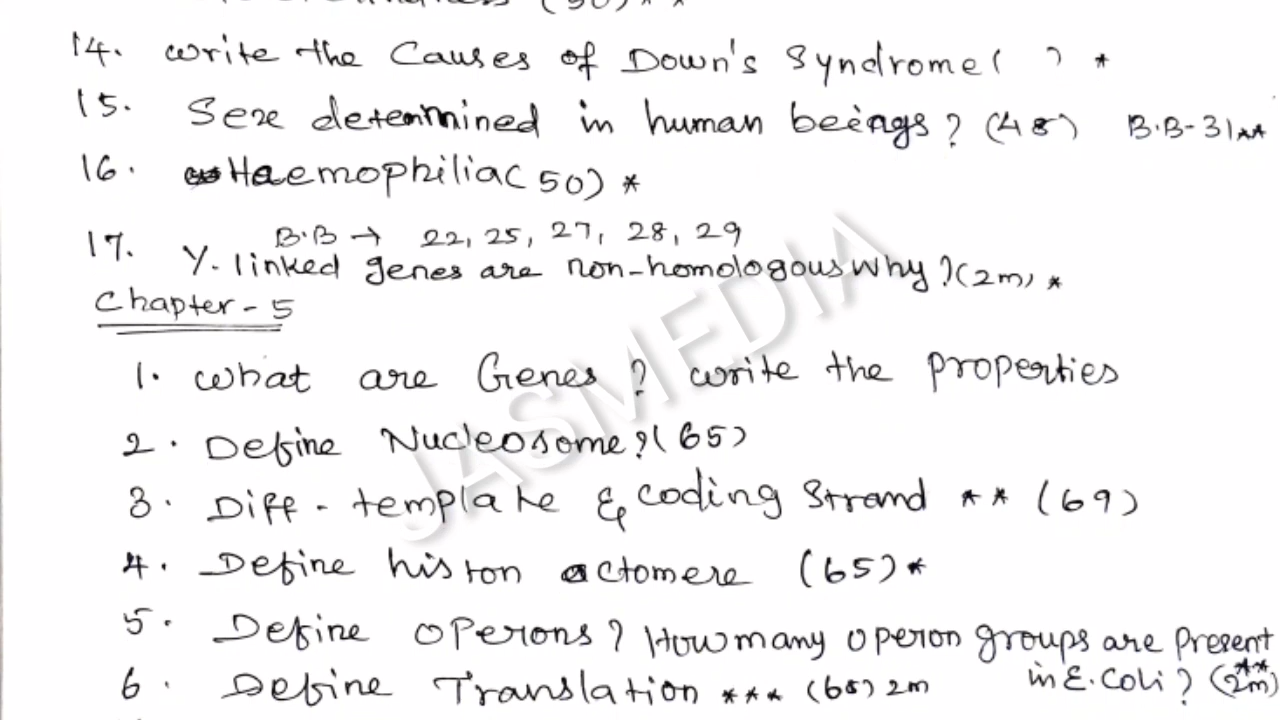 14. Write the Causes of Down's Syndrome( ) *
15. Sex determined in human beings? (48) B.B-31**
16. Haemophilia(50) *
B.B → 22, 25, 27, 28, 29
17. Y-linked genes are non-homologous why?(2m) *
Chapter-5
1. What are Genes? Write the Properties
2. Define Nucleosome?(65)
3. Diff-template & coding Strand ** (69)
4. Define histon octomere (65)*
5. Define operons? How many operon groups are Present
in E.Coli? (2m)**
6. Define Translation *** (68) 2m
JASMEDIA